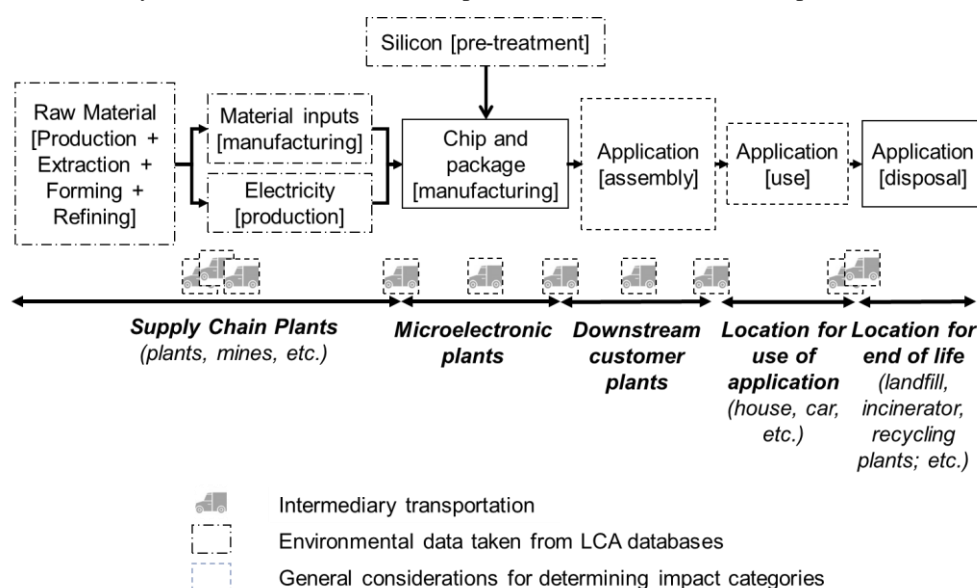 Silicon [pre-treatment]
Raw Material
[Production +
Extraction +
Forming +
Refining]
Material inputs
[manufacturing]
Electricity
[production]
Chip and
package
[manufacturing]
Application
[assembly]
Application
[use]
Application
[disposal]
Supply Chain Plants
(plants, mines, etc.)
Microelectronic
plants
Downstream
customer
plants
Location for
use of
application
(house, car,
etc.)
Location for
end of life
(landfill,
incinerator,
recycling
plants; etc.)
Intermediary transportation
Environmental data taken from LCA databases
General considerations for determining impact categories